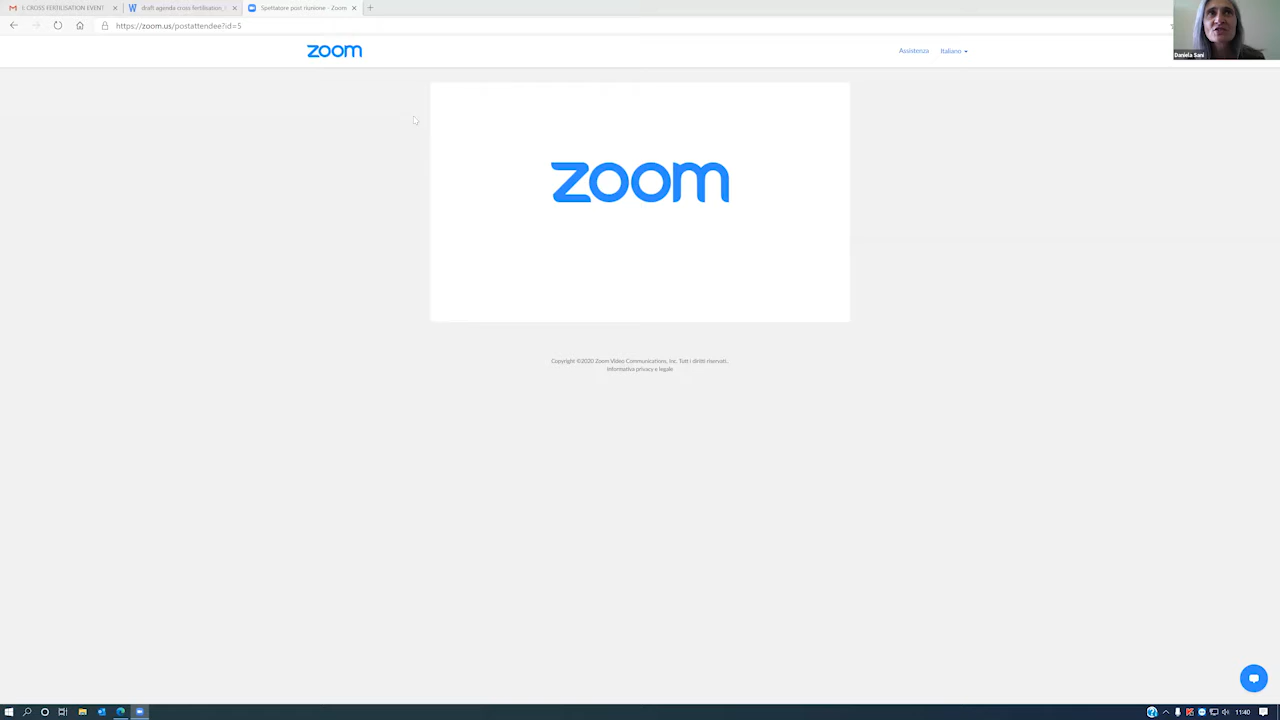 I: CROSS FERTILISATION EVENT
draft agenda cross fertilisation_
Spettatore post riunione - Zoom
https://zoom.us/postattendee?id=5
zoom
Assistenza
Italiano
Daniela Sani
zoom
Copyright ©2020 Zoom Video Communications, Inc. Tutti i diritti riservati.
Informativa privacy e legale
11:40